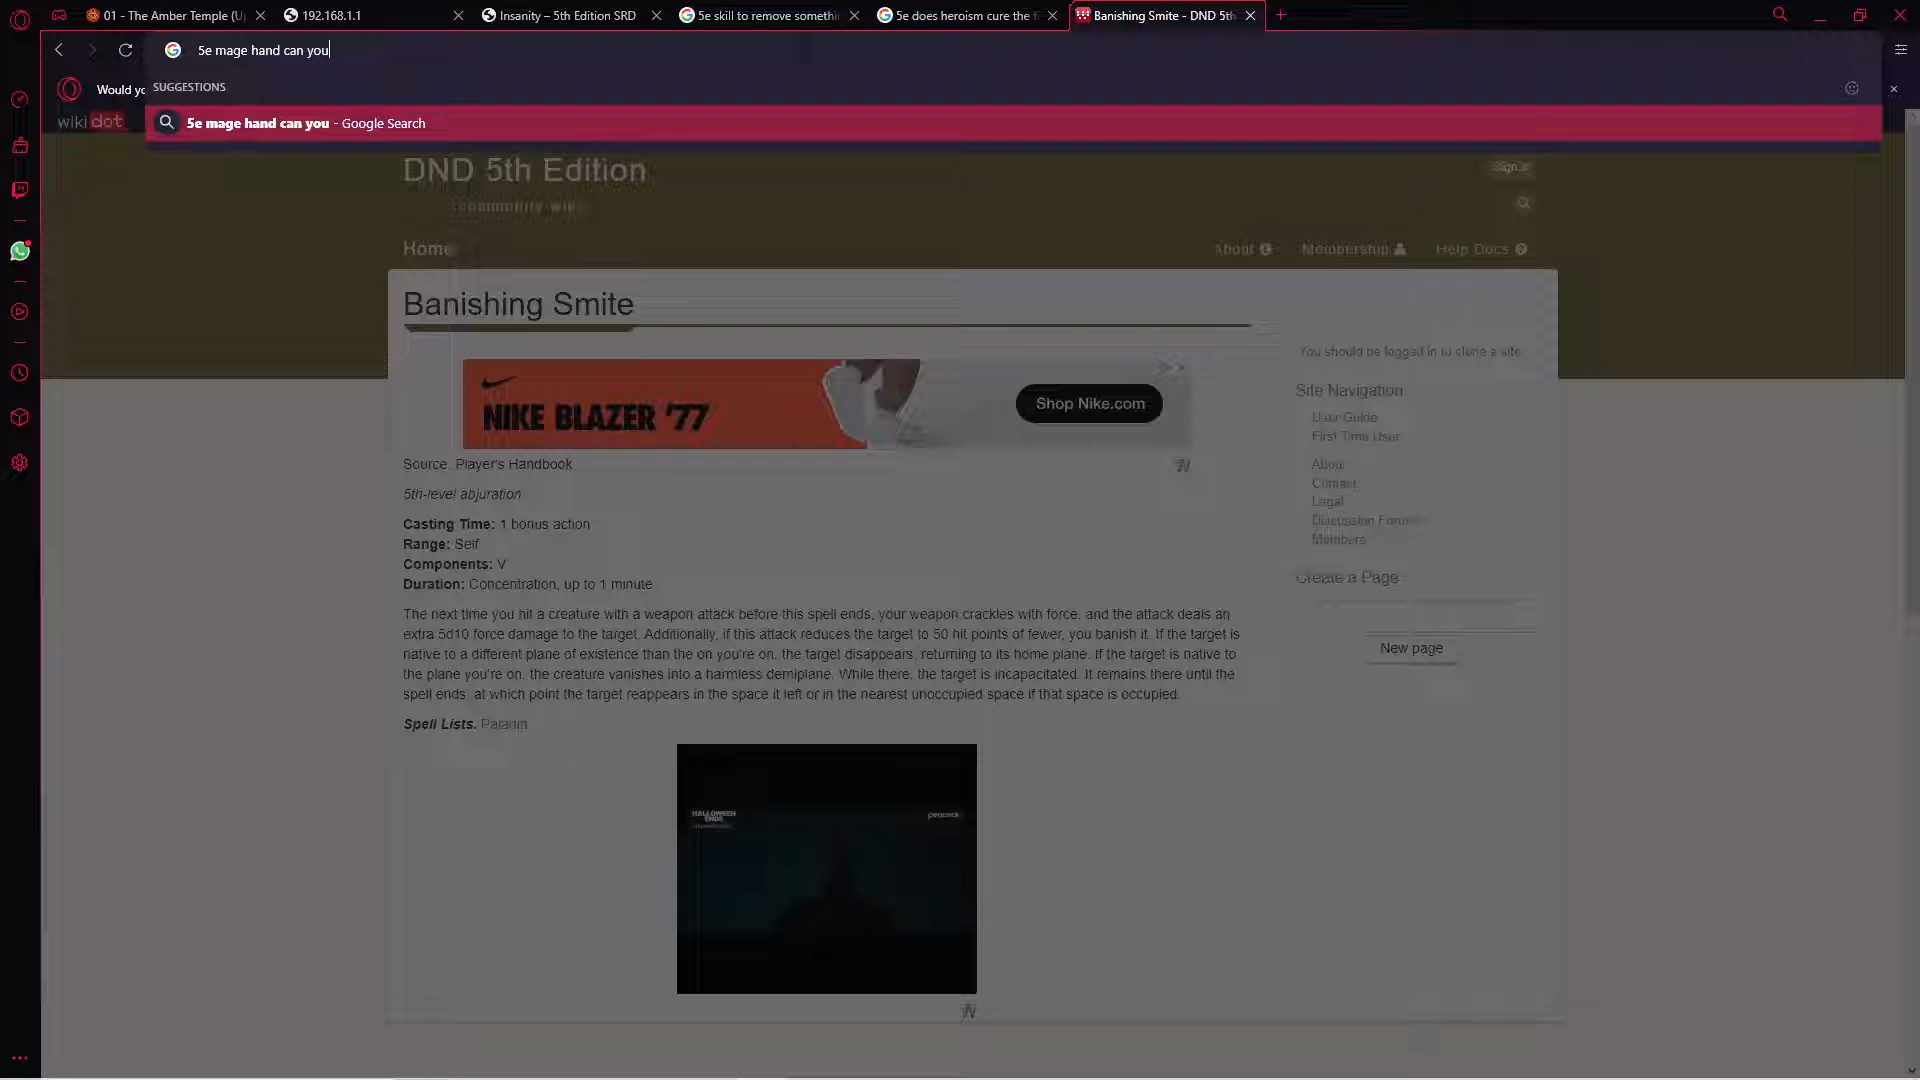 01 - The Amber Temple (U
192.168.1.1
Insanity – 5th Edition SRD
5e skill to remove somethi
5e does heroism cure the f
Banishing Smite - DND 5th
5e mage hand can you
Would yo
SUGGESTIONS
wikidot
5e mage hand can you - Google Search
DND 5th Edition
Sign in
community wiki
Home
About
Membership
Help Docs
Banishing Smite
You should be logged in to clone a site.
NIKE BLAZER '77
Shop Nike.com
Site Navigation
User Guide
First Time User
Source: Player's Handbook
About
Contact
5th-level abjuration
Legal
Casting Time: 1 bonus action
Discussion Forums
Range: Self
Members
Components: V
Duration: Concentration, up to 1 minute
Create a Page
The next time you hit a creature with a weapon attack before this spell ends, your weapon crackles with force, and the attack deals an
extra 5d10 force damage to the target. Additionally, if this attack reduces the target to 50 hit points of fewer, you banish it. If the target is
native to a different plane of existence than the on you're on, the target disappears, returning to its home plane. If the target is native to
the plane you're on, the creature vanishes into a harmless demiplane. While there, the target is incapacitated. It remains there until the
spell ends, at which point the target reappears in the space it left or in the nearest unoccupied space if that space is occupied.
New page
Spell Lists. Paladin
HALLOWEEN
ENDS
peacock